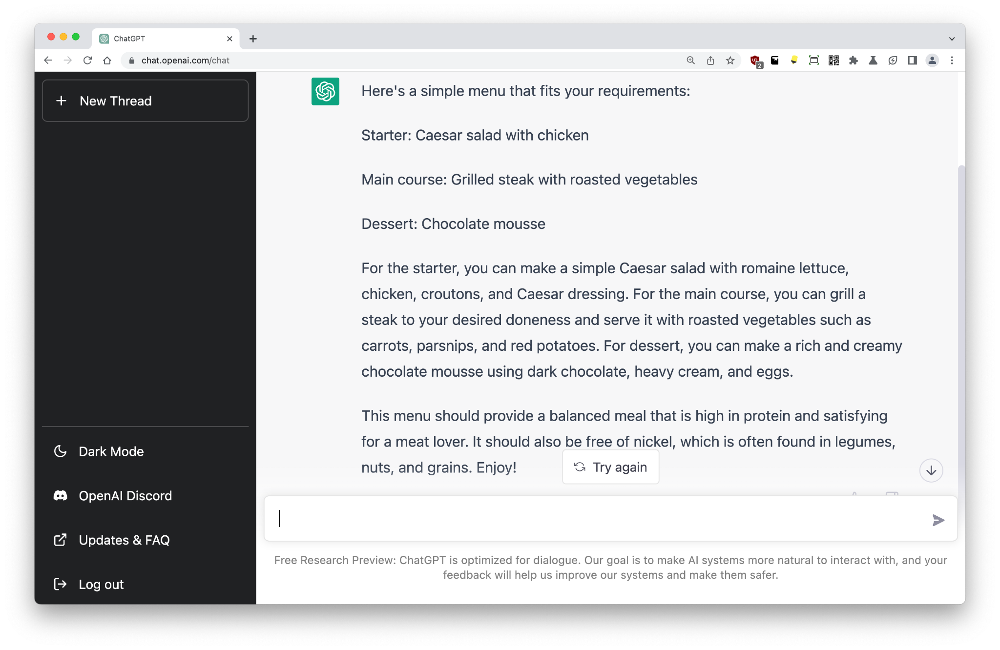 ChatGPT
chat.openai.com/chat
2
New Thread
Here's a simple menu that fits your requirements:
Starter: Caesar salad with chicken
Main course: Grilled steak with roasted vegetables
Dessert: Chocolate mousse
For the starter, you can make a simple Caesar salad with romaine lettuce,
chicken, croutons, and Caesar dressing. For the main course, you can grill a
steak to your desired doneness and serve it with roasted vegetables such as
carrots, parsnips, and red potatoes. For dessert, you can make a rich and creamy
chocolate mousse using dark chocolate, heavy cream, and eggs.
This menu should provide a balanced meal that is high in protein and satisfying
for a meat lover. It should also be free of nickel, which is often found in legumes,
nuts, and grains. Enjoy!
Try again
Dark Mode
OpenAI Discord
Updates & FAQ
Log out
Free Research Preview: ChatGPT is optimized for dialogue. Our goal is to make AI systems more natural to interact with, and your
feedback will help us improve our systems and make them safer.